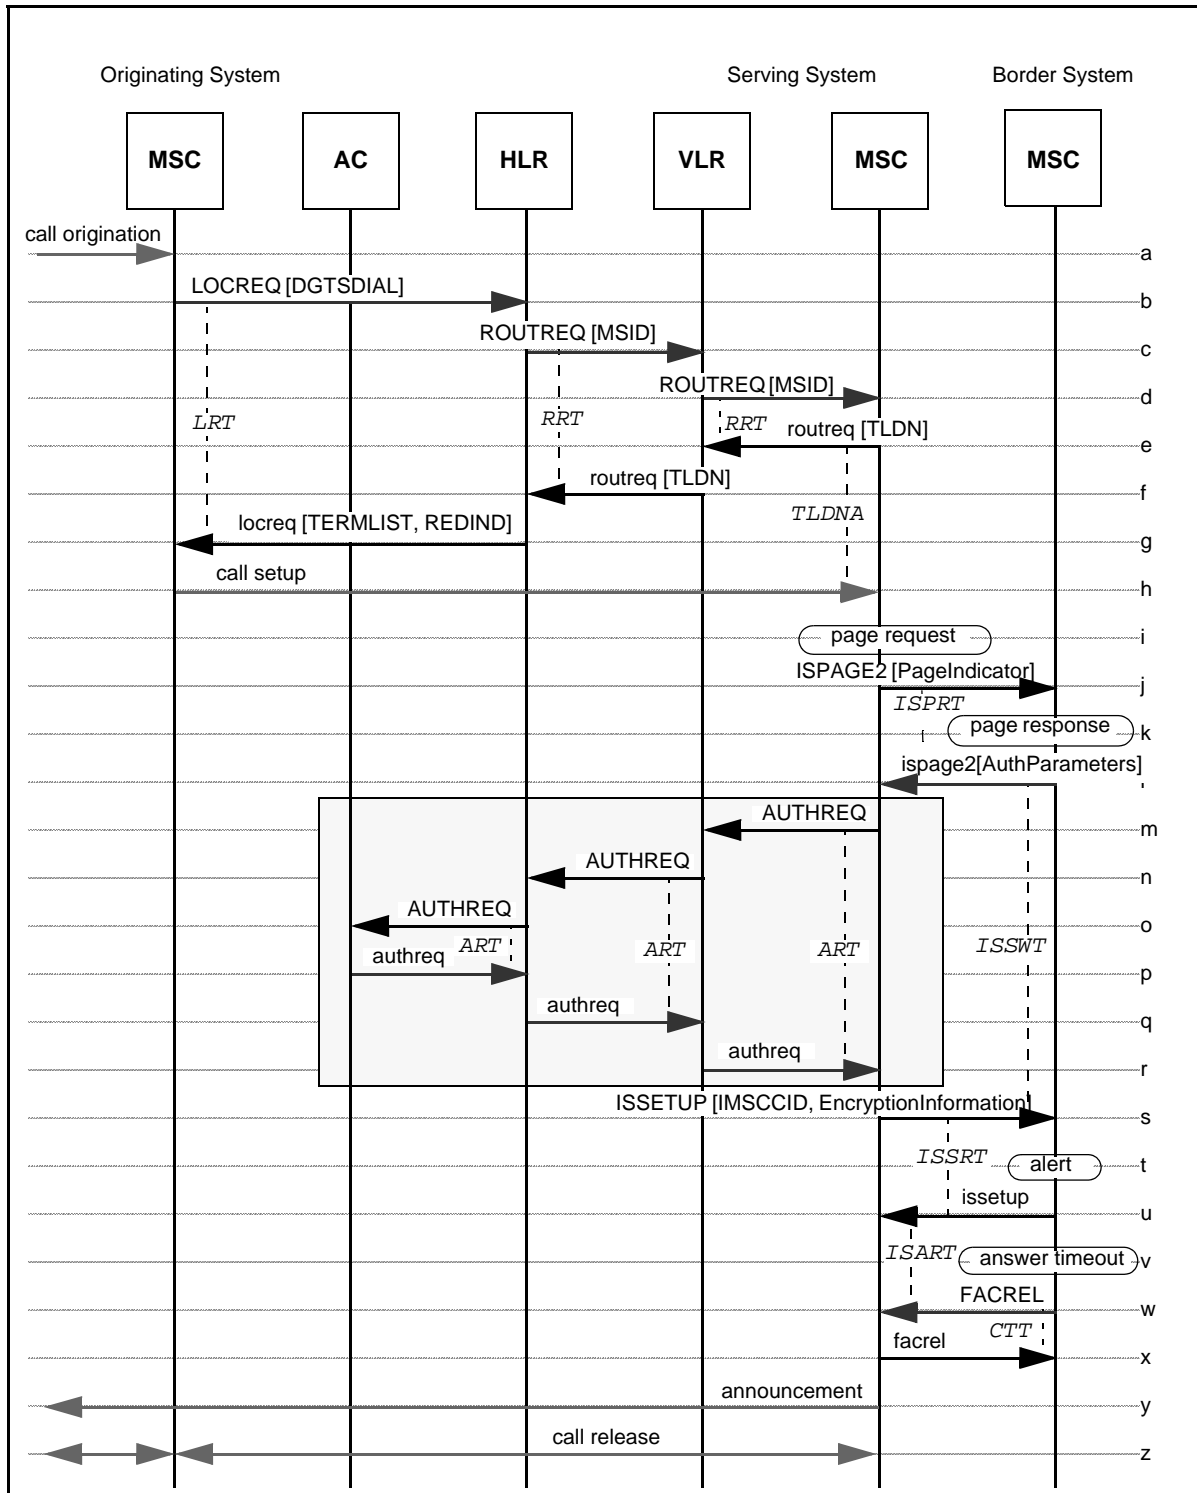 Originating System Serving System Border System
MSC AC HLR VLR MSC MSC
call origination
a
LOCREQ [DGTSDIAL]
b
ROUTREQ [MSID]
c
ROUTREQ [MSID]
d
LRT RRT RRT routreq [TLDN]
e
routreq [TLDN]
f
TLDNA
locreq [TERMLIST, REDIND]
g
call setup
h
page request
i
ISPAGE2 [PageIndicator]
j
ISPRT
page response
k
ispage2[AuthParameters]
AUTHREQ
m
AUTHREQ
n
AUTHREQ
o
authreq ART ART ART ISSWT
p
authreq
q
authreq
r
ISSETUP [IMSCCID, EncryptionInformation]
s
ISSRT alert
t
issetup
u
ISART answer timeout
v
FACREL
w
CTT
facrel
x
announcement
y
call release
z